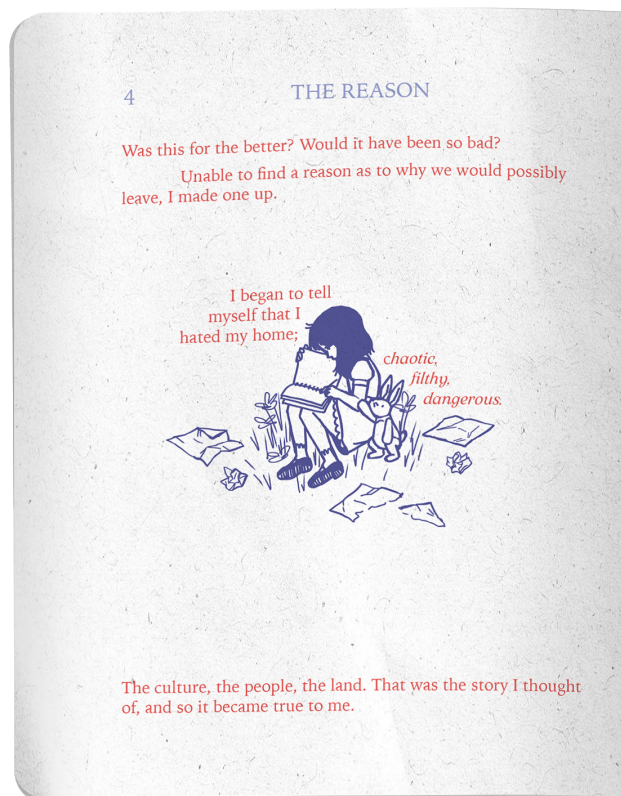 4 THE REASON
Was this for the better? Would it have been so bad?
Unable to find a reason as to why we would possibly
leave, I made one up.
I began to tell
myself that I
hated my home;
chaotic,
filthy,
dangerous.
The culture, the people, the land. That was the story I thought
of, and so it became true to me.